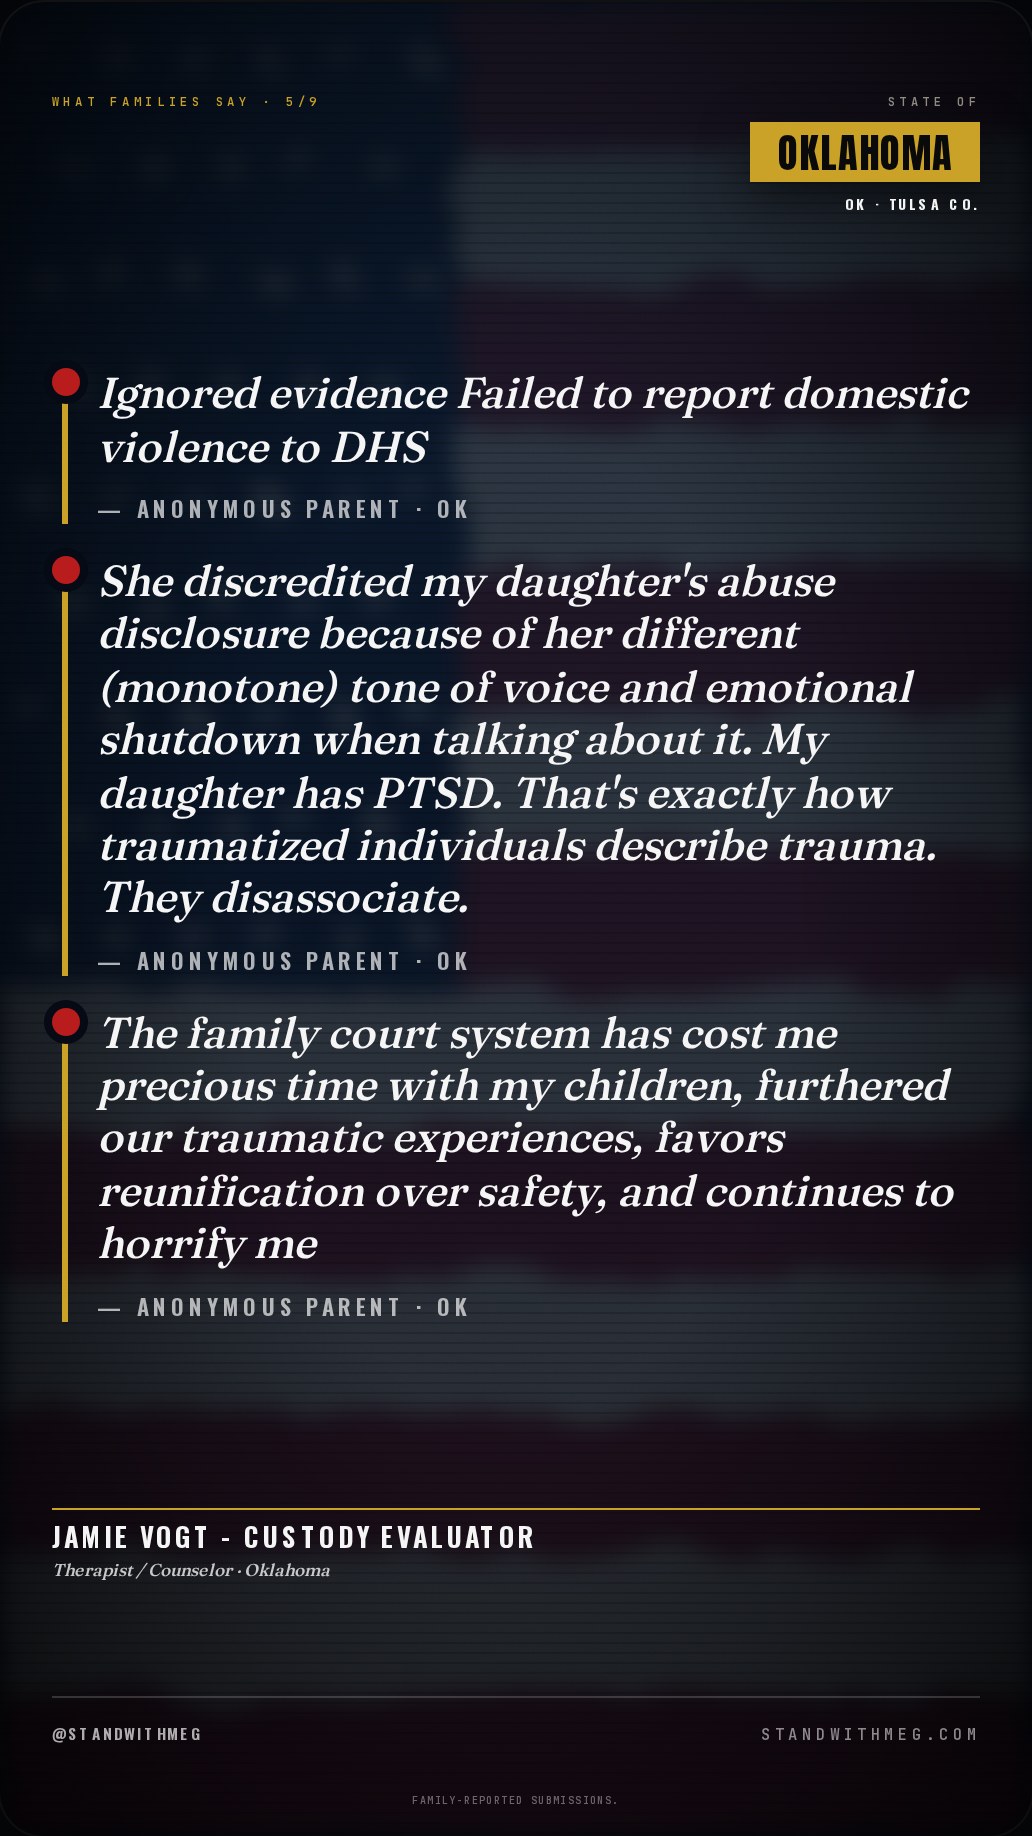 WHAT FAMILIES SAY · 5/9
STATE OF
OKLAHOMA
OK · TULSA CO.
Ignored evidence Failed to report domestic
violence to DHS
— ANONYMOUS PARENT · OK
She discredited my daughter's abuse
disclosure because of her different
(monotone) tone of voice and emotional
shutdown when talking about it. My
daughter has PTSD. That's exactly how
traumatized individuals describe trauma.
They disassociate.
— ANONYMOUS PARENT · OK
The family court system has cost me
precious time with my children, furthered
our traumatic experiences, favors
reunification over safety, and continues to
horrify me
— ANONYMOUS PARENT · OK
JAMIE VOGT - CUSTODY EVALUATOR
Therapist / Counselor · Oklahoma
@STANDWITHMEG
STANDWITHMEG.COM
FAMILY-REPORTED SUBMISSIONS.